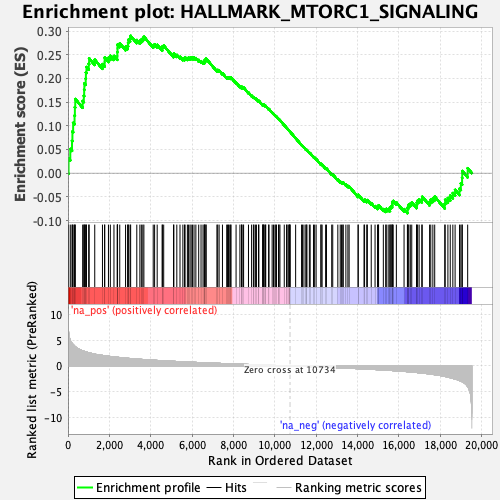 Enrichment plot: HALLMARK_MTORC1_SIGNALING
Enrichment score (ES)
0.30
0.25
0.20
0.15
0.10
0.05
0.00
-0.05
-0.10
'na_pos' (positively correlated)
Ranked list metric (PreRanked)
10
5
0
-5
-10
Zero cross at 10734
'na_neg' (negatively correlated)
0
2,000
4,000
6,000
8,000
10,000
12,000
14,000
16,000
18,000
20,000
Rank in Ordered Dataset
Enrichment profile
Hits
Ranking metric scores